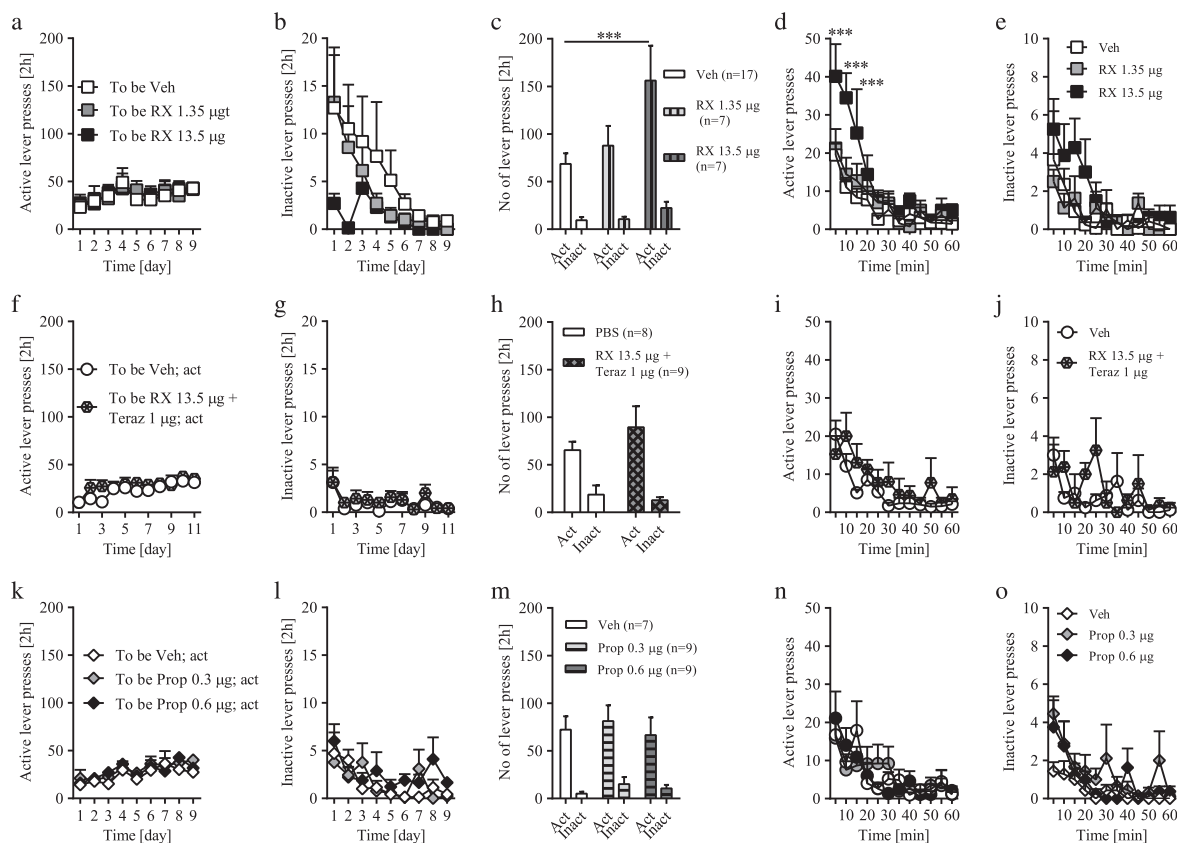 a
Active lever presses [2h]
200
150
100
50
0
To be Veh
To be RX 1.35 µgt
To be RX 13.5 µg
1 2 3 4 5 6 7 8 9
Time [day]
b
Inactive lever presses [2h]
20
15
10
5
0
1 2 3 4 5 6 7 8 9
Time [day]
c
No of lever presses [2h]
200
150
100
50
0
***
Veh (n=17)
RX 1.35 µg
(n=7)
RX 13.5 µg
(n=7)
Act Inact Act Inact Act Inact
d
Active lever presses
50
40
30
20
10
0
***
***
***
10 20 30 40 50 60
Time [min]
e
Inactive lever presses
10
8
6
4
2
0
Veh
RX 1.35 µg
RX 13.5 µg
10 20 30 40 50 60
Time [min]
f
Active lever presses [2h]
200
150
100
50
0
To be Veh; act
To be RX 13.5 µg +
Teraz 1 µg; act
1 3 5 7 9 11
Time [day]
g
Inactive lever presses [2h]
20
15
10
5
0
1 3 5 7 9 11
Time [day]
h
No of lever presses [2h]
200
150
100
50
0
PBS (n=8)
RX 13.5 µg +
Teraz 1 µg (n=9)
Act Inact Act Inact
i
Active lever presses
50
40
30
20
10
0
10 20 30 40 50 60
Time [min]
j
Inactive lever presses
10
8
6
4
2
0
Veh
RX 13.5 µg +
Teraz 1 µg
10 20 30 40 50 60
Time [min]
k
Active lever presses [2h]
200
150
100
50
0
To be Veh; act
To be Prop 0.3 µg; act
To be Prop 0.6 µg; act
1 2 3 4 5 6 7 8 9
Time [day]
l
Inactive lever presses [2h]
20
15
10
5
0
1 2 3 4 5 6 7 8 9
Time [day]
m
No of lever presses [2h]
200
150
100
50
0
Veh (n=7)
Prop 0.3 µg (n=9)
Prop 0.6 µg (n=9)
Act Inact Act Inact Act Inact
n
Active lever presses
50
40
30
20
10
0
10 20 30 40 50 60
Time [min]
o
Inactive lever presses
10
8
6
4
2
0
Veh
Prop 0.3 µg
Prop 0.6 µg
10 20 30 40 50 60
Time [min]